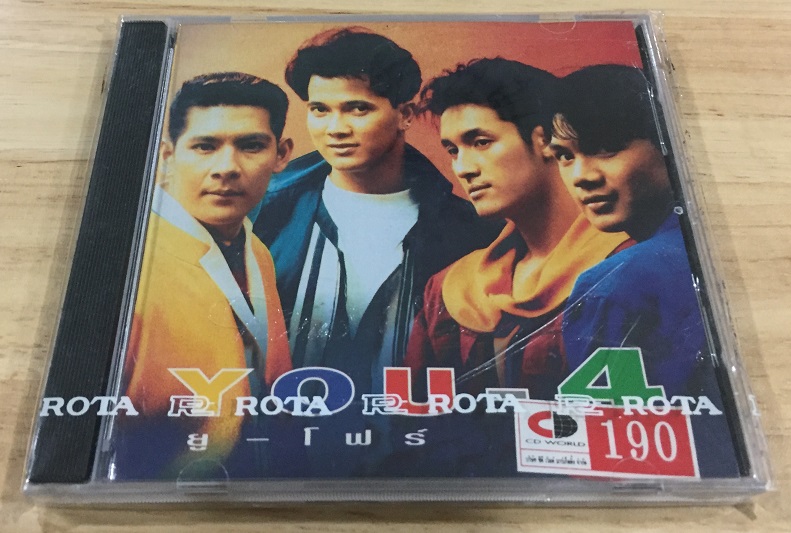 YOU-4
ROTA R ROTA R ROTA R ROTA
ยู - โฟร์
CD WORLD
190